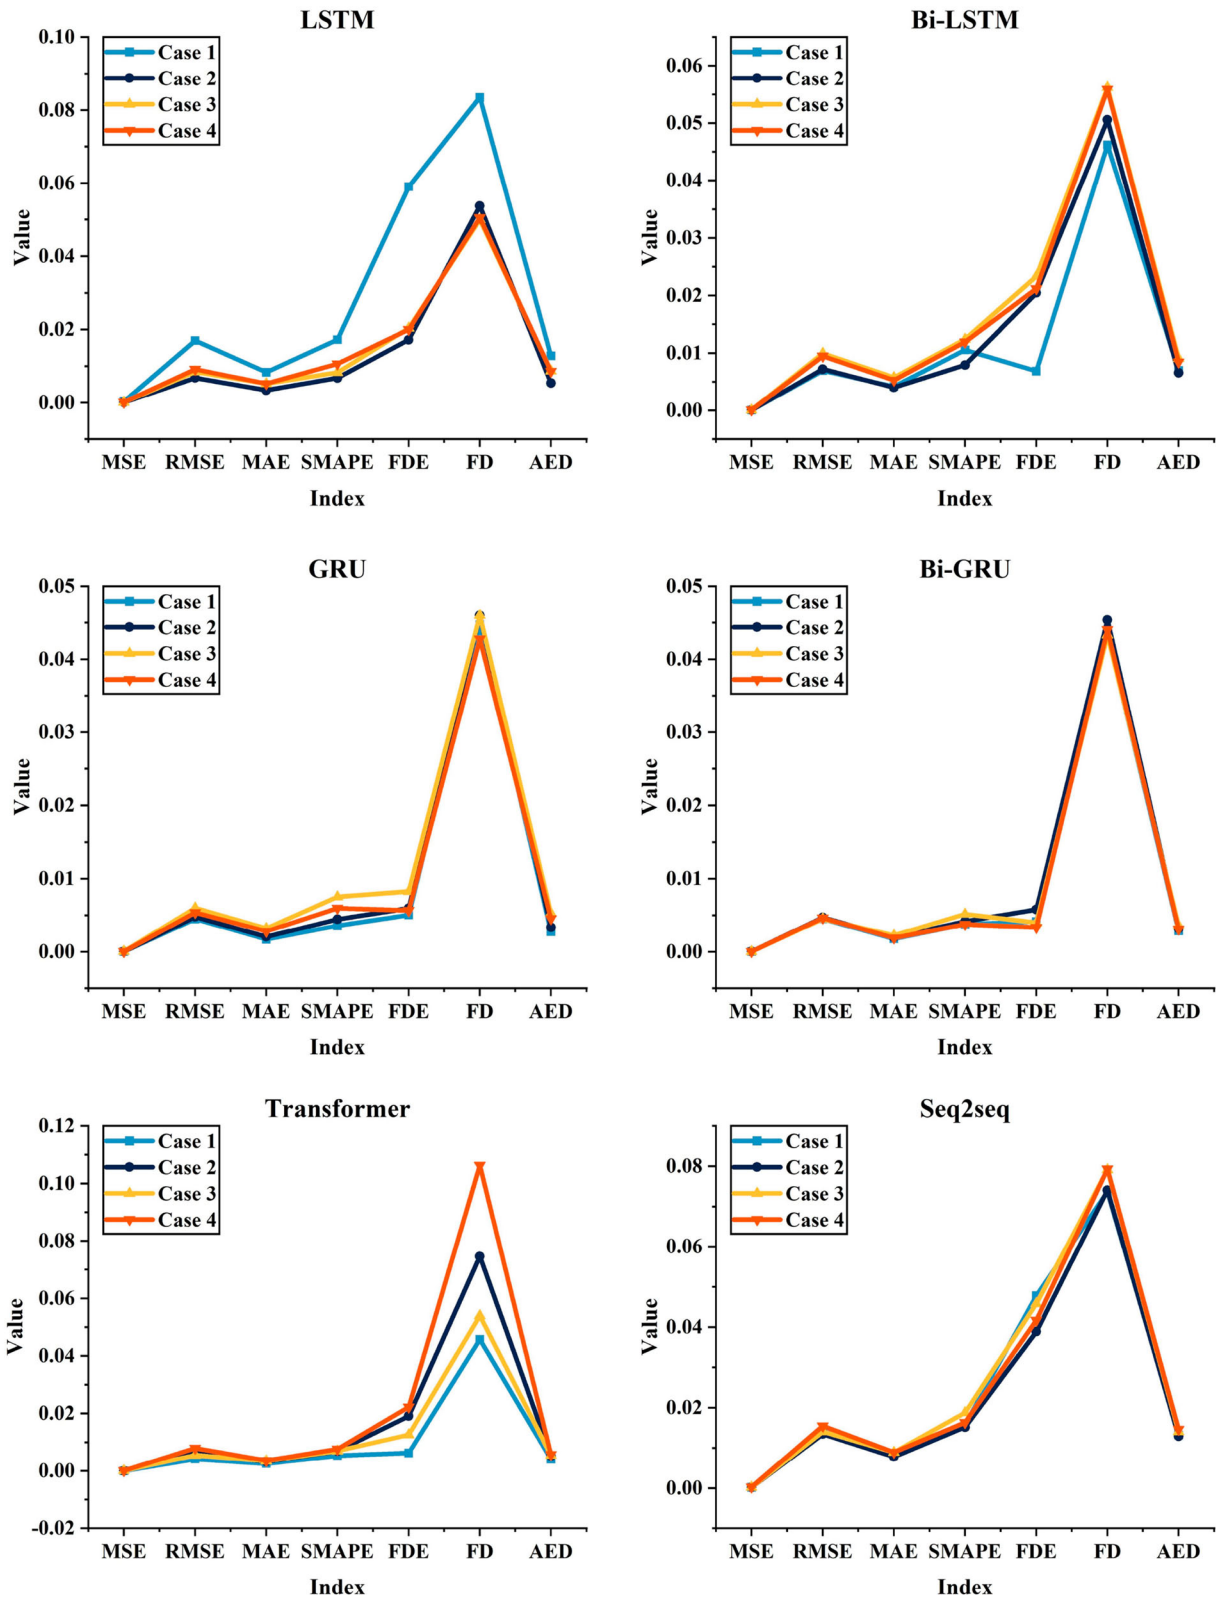 LSTM
0.10
0.08
0.06
0.04
0.02
0.00
Value
Case 1
Case 2
Case 3
Case 4
MSE RMSE MAE SMAPE FDE FD AED
Index
Bi-LSTM
0.06
0.05
0.04
0.03
0.02
0.01
0.00
Value
Case 1
Case 2
Case 3
Case 4
MSE RMSE MAE SMAPE FDE FD AED
Index
GRU
0.05
0.04
0.03
0.02
0.01
0.00
Value
Case 1
Case 2
Case 3
Case 4
MSE RMSE MAE SMAPE FDE FD AED
Index
Bi-GRU
0.05
0.04
0.03
0.02
0.01
0.00
Value
Case 1
Case 2
Case 3
Case 4
MSE RMSE MAE SMAPE FDE FD AED
Index
Transformer
0.12
0.10
0.08
0.06
0.04
0.02
0.00
-0.02
Value
Case 1
Case 2
Case 3
Case 4
MSE RMSE MAE SMAPE FDE FD AED
Index
Seq2seq
0.08
0.06
0.04
0.02
0.00
Value
Case 1
Case 2
Case 3
Case 4
MSE RMSE MAE SMAPE FDE FD AED
Index